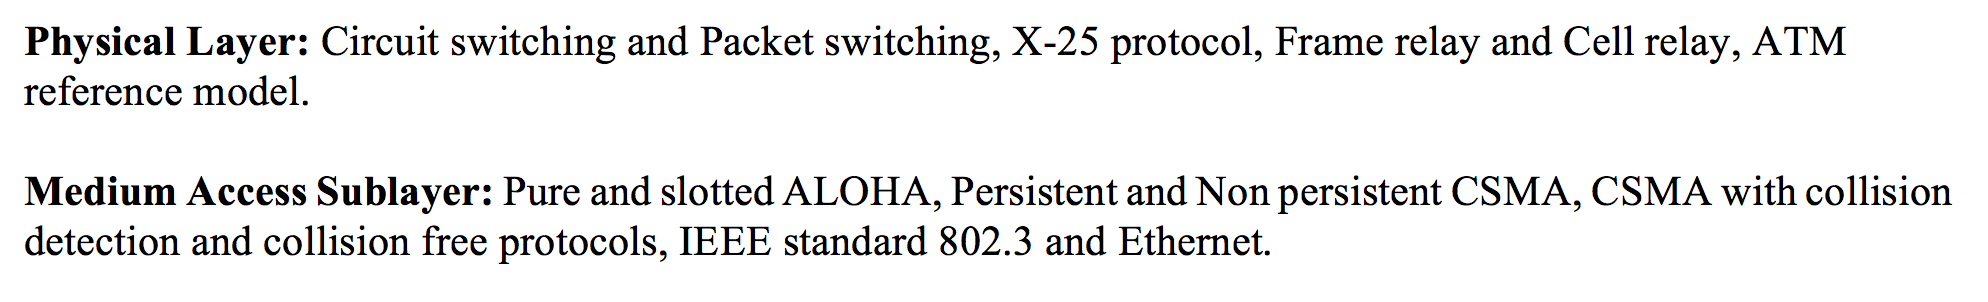 Physical Layer: Circuit switching and Packet switching, X-25 protocol, Frame relay and Cell relay, ATM
reference model.
Medium Access Sublayer: Pure and slotted ALOHA, Persistent and Non persistent CSMA, CSMA with collision
detection and collision free protocols, IEEE standard 802.3 and Ethernet.